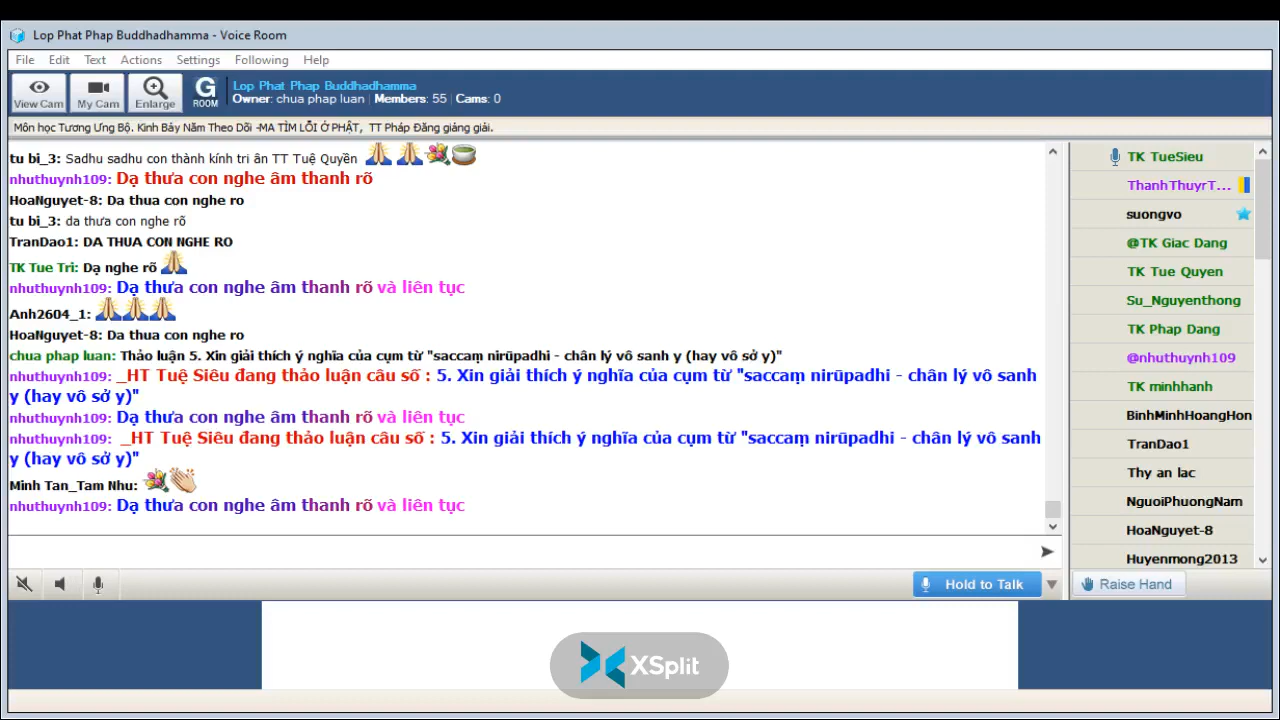 Lop Phat Phap Buddhadhamma - Voice Room
File Edit Text Actions Settings Following Help
View Cam My Cam Enlarge G ROOM
Lop Phat Phap Buddhadhamma
Owner: chua phap luan | Members: 55 | Cams: 0
Môn học Tương Ưng Bộ. Kinh Bảy Năm Theo Dõi -MA TÌM LỖI Ở PHẬT, TT Pháp Đăng giảng giải.
tu bi_3: Sadhu sadhu con thành kính tri ân TT Tuệ Quyền
nhuthuynh109: Dạ thưa con nghe âm thanh rõ
HoaNguyet-8: Da thua con nghe ro
tu bi_3: da thưa con nghe rõ
TranDao1: DA THUA CON NGHE RO
TK Tue Tri: Dạ nghe rõ
nhuthuynh109: Dạ thưa con nghe âm thanh rõ và liên tục
Anh2604_1:
HoaNguyet-8: Da thua con nghe ro
chua phap luan: Thảo luận 5. Xin giải thích ý nghĩa của cụm từ "saccaṃ nirūpadhi - chân lý vô sanh y (hay vô sở y)"
nhuthuynh109: _HT Tuệ Siêu đang thảo luận câu số : 5. Xin giải thích ý nghĩa của cụm từ "saccaṃ nirūpadhi - chân lý vô sanh
y (hay vô sở y)"
nhuthuynh109: Dạ thưa con nghe âm thanh rõ và liên tục
nhuthuynh109: _HT Tuệ Siêu đang thảo luận câu số : 5. Xin giải thích ý nghĩa của cụm từ "saccaṃ nirūpadhi - chân lý vô sanh
y (hay vô sở y)"
Minh Tan_Tam Nhu:
nhuthuynh109: Dạ thưa con nghe âm thanh rõ và liên tục
TK TueSieu
ThanhThuyrT...
suongvo
@TK Giac Dang
TK Tue Quyen
Su_Nguyenthong
TK Phap Dang
@nhuthuynh109
TK minhhanh
BinhMinhHoangHon
TranDao1
Thy an lac
NguoiPhuongNam
HoaNguyet-8
Huyenmong2013
Hold to Talk
Raise Hand
XSplit